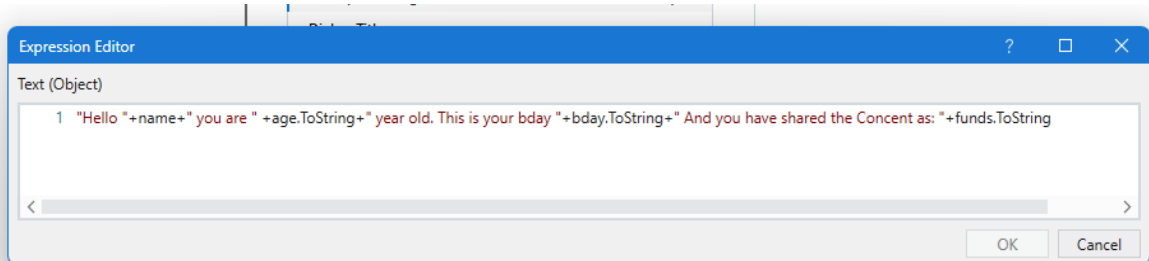 Expression Editor
Text (Object)
1 "Hello "+name+" you are " +age.ToString+" year old. This is your bday "+bday.ToString+" And you have shared the Concent as: "+funds.ToString
OK Cancel